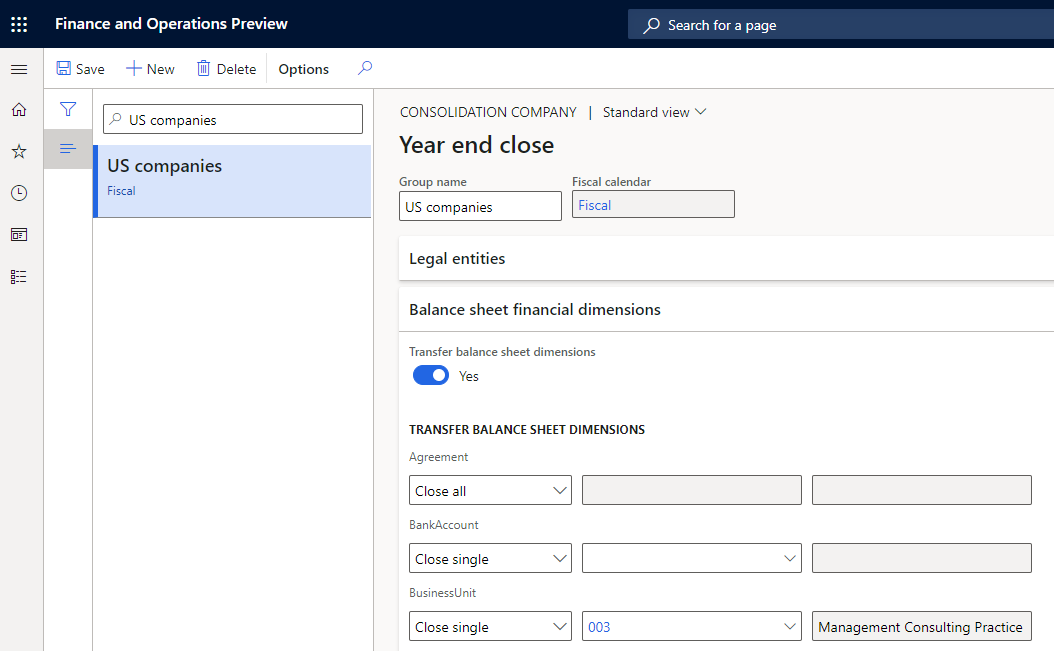 Finance and Operations Preview
Search for a page
Save New Delete Options
US companies
US companies
Fiscal
CONSOLIDATION COMPANY | Standard view
Year end close
Group name Fiscal calendar
US companies Fiscal
Legal entities
Balance sheet financial dimensions
Transfer balance sheet dimensions
Yes
TRANSFER BALANCE SHEET DIMENSIONS
Agreement
Close all
BankAccount
Close single
BusinessUnit
Close single 003 Management Consulting Practice